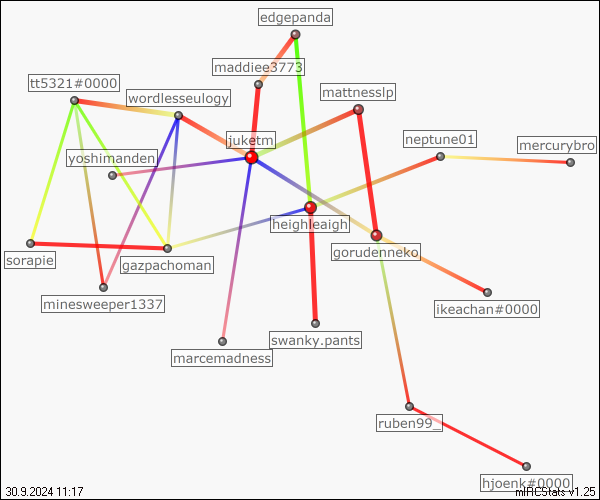 edgepanda
maddiee3773
tt5321#0000
wordlesseulogy
mattnesslp
juketm
neptune01
mercurybro
yoshimanden
heighleaigh
gorudenneko
sorapie
gazpachoman
minesweeper1337
ikeachan#0000
swanky.pants
marcemadness
ruben99_
hjoenk#0000
30.9.2024 11:17
mIRCStats v1.25